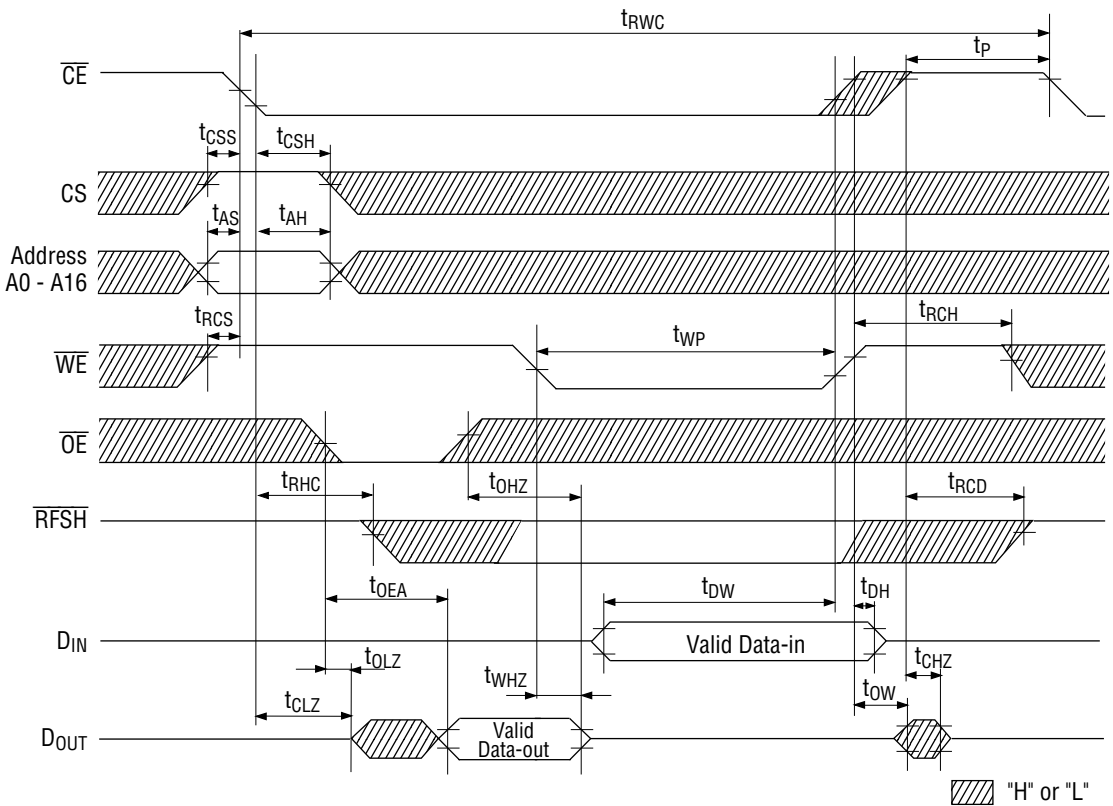 tRWC
tP
CE
tCSS
tCSH
CS
tAS
tAH
Address
A0 - A16
tRCS
tWP
tRCH
WE
OE
tRHC
tOHZ
tRCD
RFSH
tOEA
tDW
tDH
DIN
Valid Data-in
tOLZ
tWHZ
tCHZ
tOW
tCLZ
DOUT
Valid
Data-out
"H" or "L"